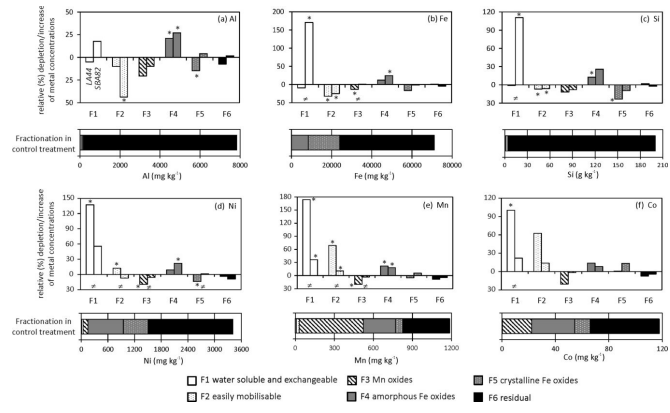 relative (%) depletion/increase
of metal concentrations
(a) Al
50
25
0
25
50
LA44
SBA82
* * * *
F1 F2 F3 F4 F5 F6
(b) Fe
200
150
100
50
0
50
* * * * * *
≠ ≠
F1 F2 F3 F4 F5 F6
(c) Si
120
90
60
30
0
30
* * * * *
≠
F1 F2 F3 F4 F5 F6
Fractionation in
control treatment
0 2000 4000 6000 8000
Al (mg kg⁻¹)
0 20000 40000 60000 80000
Fe (mg kg⁻¹)
0 30 60 90 120 150 180 210
Si (g kg⁻¹)
relative (%) depletion/increase
of metal concentrations
(d) Ni
150
120
90
60
30
0
30
* * * * *
≠ ≠ ≠ ≠
F1 F2 F3 F4 F5 F6
(e) Mn
180
150
120
90
60
30
0
30
* * * * * * *
≠ ≠ ≠
F1 F2 F3 F4 F5 F6
(f) Co
120
90
60
30
0
30
*
≠
F1 F2 F3 F4 F5 F6
Fractionation in
control treatment
0 600 1200 1800 2400 3000 3600
Ni (mg kg⁻¹)
0 300 600 900 1200
Mn (mg kg⁻¹)
0 40 80 120
Co (mg kg⁻¹)
F1 water soluble and exchangeable
F3 Mn oxides
F5 crystalline Fe oxides
F2 easily mobilisable
F4 amorphous Fe oxides
F6 residual